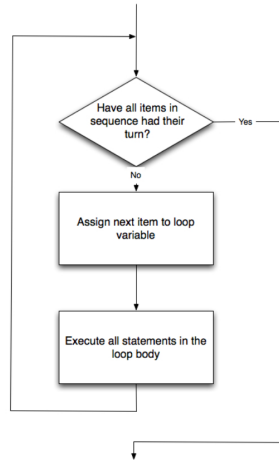 Have all items in
sequence had their
turn?
Yes
No
Assign next item to loop
variable
Execute all statements in the
loop body